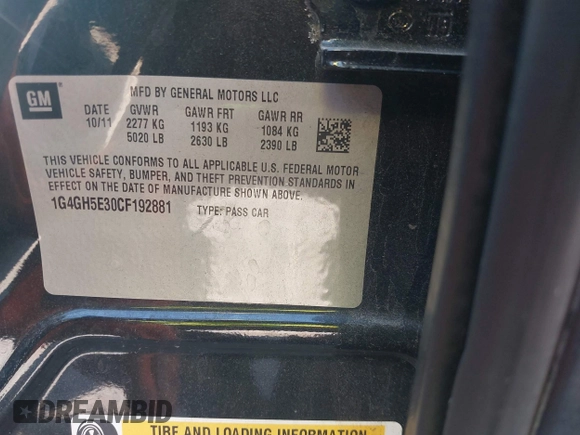 GM
MFD BY GENERAL MOTORS LLC
DATE GVWR GAWR FRT GAWR RR
10/11 2277 KG 1193 KG 1084 KG
5020 LB 2630 LB 2390 LB
THIS VEHICLE CONFORMS TO ALL APPLICABLE U.S. FEDERAL MOTOR
VEHICLE SAFETY, BUMPER, AND THEFT PREVENTION STANDARDS IN
EFFECT ON THE DATE OF MANUFACTURE SHOWN ABOVE.
1G4GH5E30CF192881 TYPE: PASS CAR
TIRE AND LOADING INFORMATION
DREAMBID